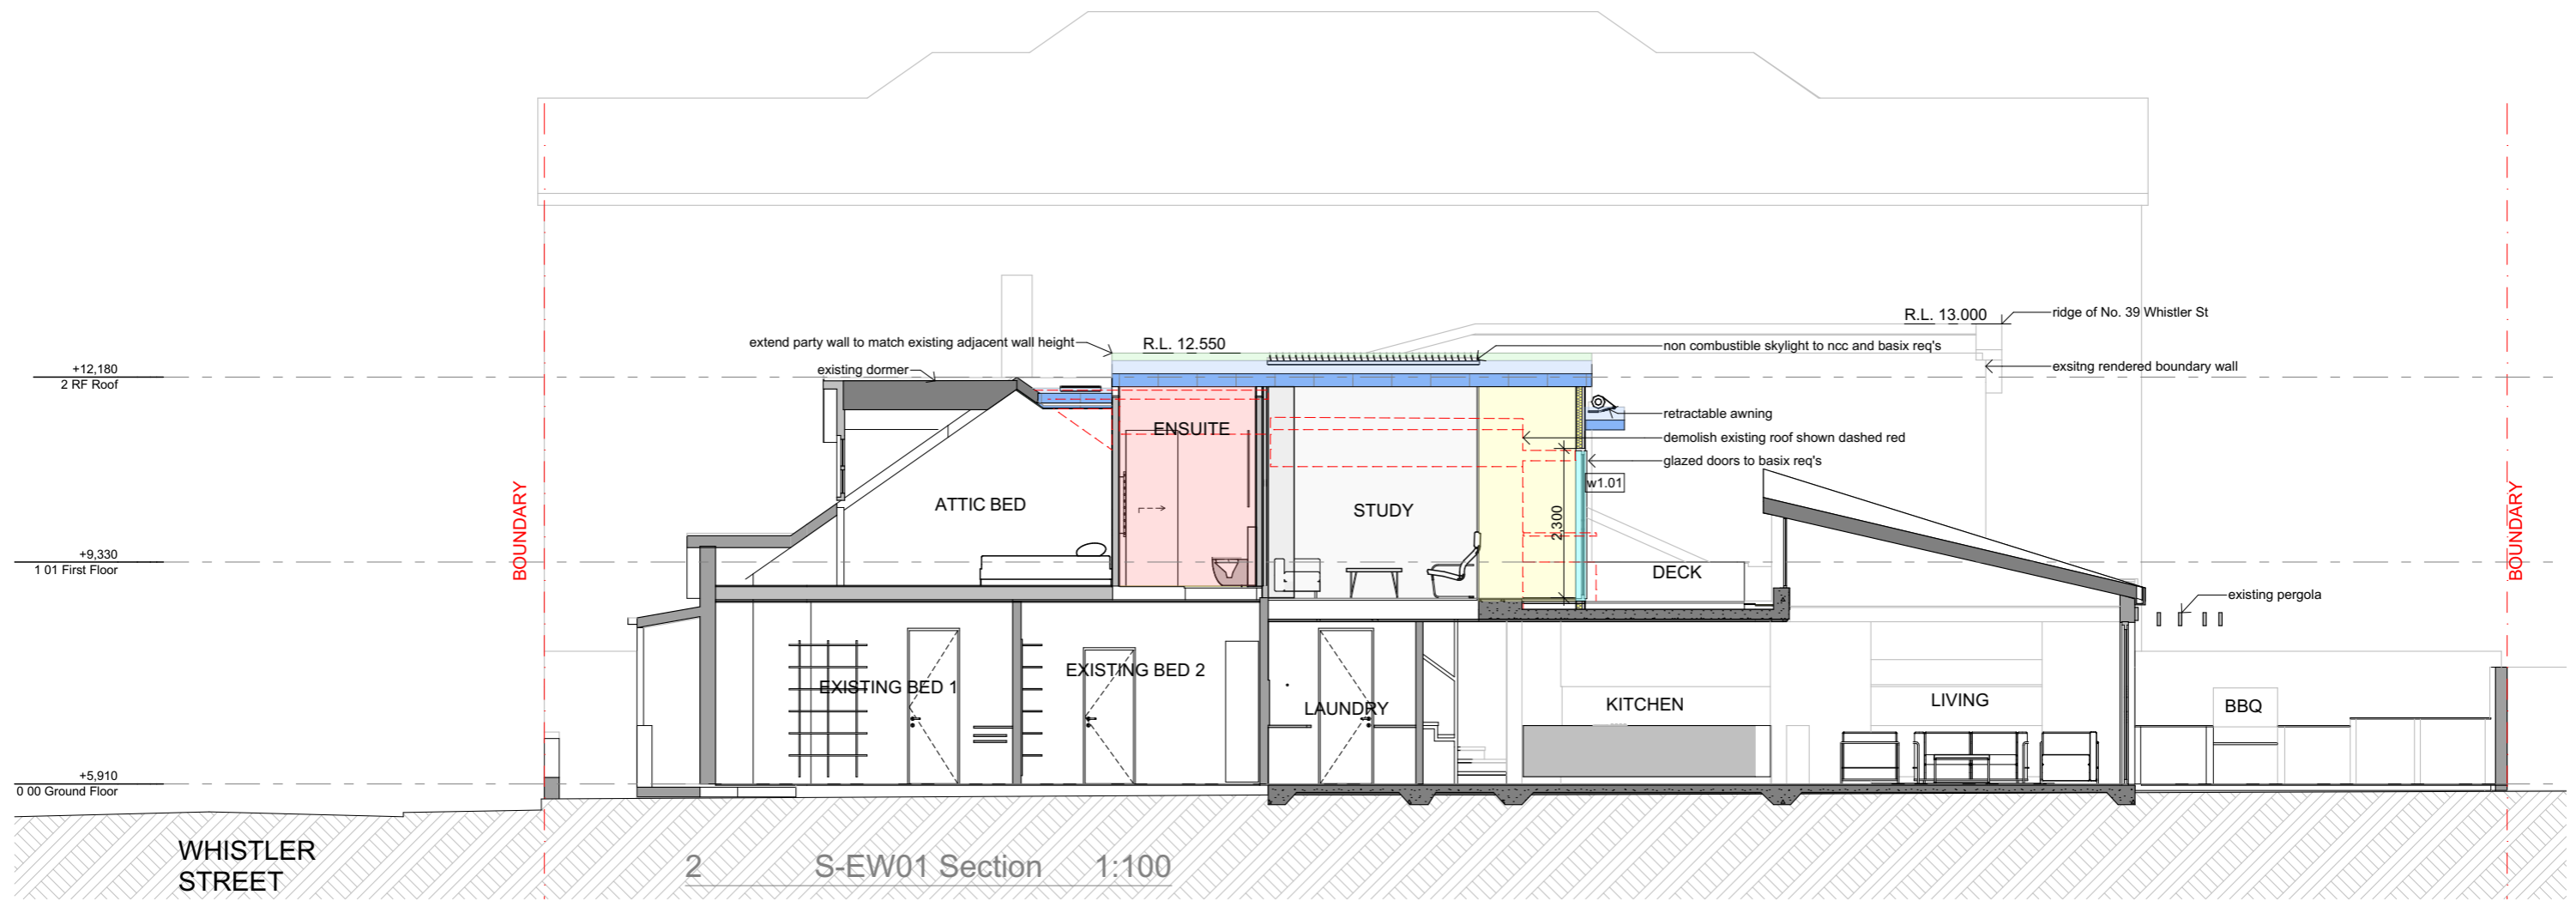 R.L. 13.000
ridge of No. 39 Whistler St
extend party wall to match existing adjacent wall height
R.L. 12.550
non combustible skylight to ncc and basix req's
exsitng rendered boundary wall
+12,180
2 RF Roof
existing dormer
retractable awning
ENSUITE
demolish existing roof shown dashed red
glazed doors to basix req's
w1.01
BOUNDARY
ATTIC BED
STUDY
2,300
BOUNDARY
+9,330
1 01 First Floor
DECK
existing pergola
EXISTING BED 1
EXISTING BED 2
LAUNDRY
KITCHEN
LIVING
BBQ
+5,910
0 00 Ground Floor
WHISTLER
STREET
2 S-EW01 Section 1:100